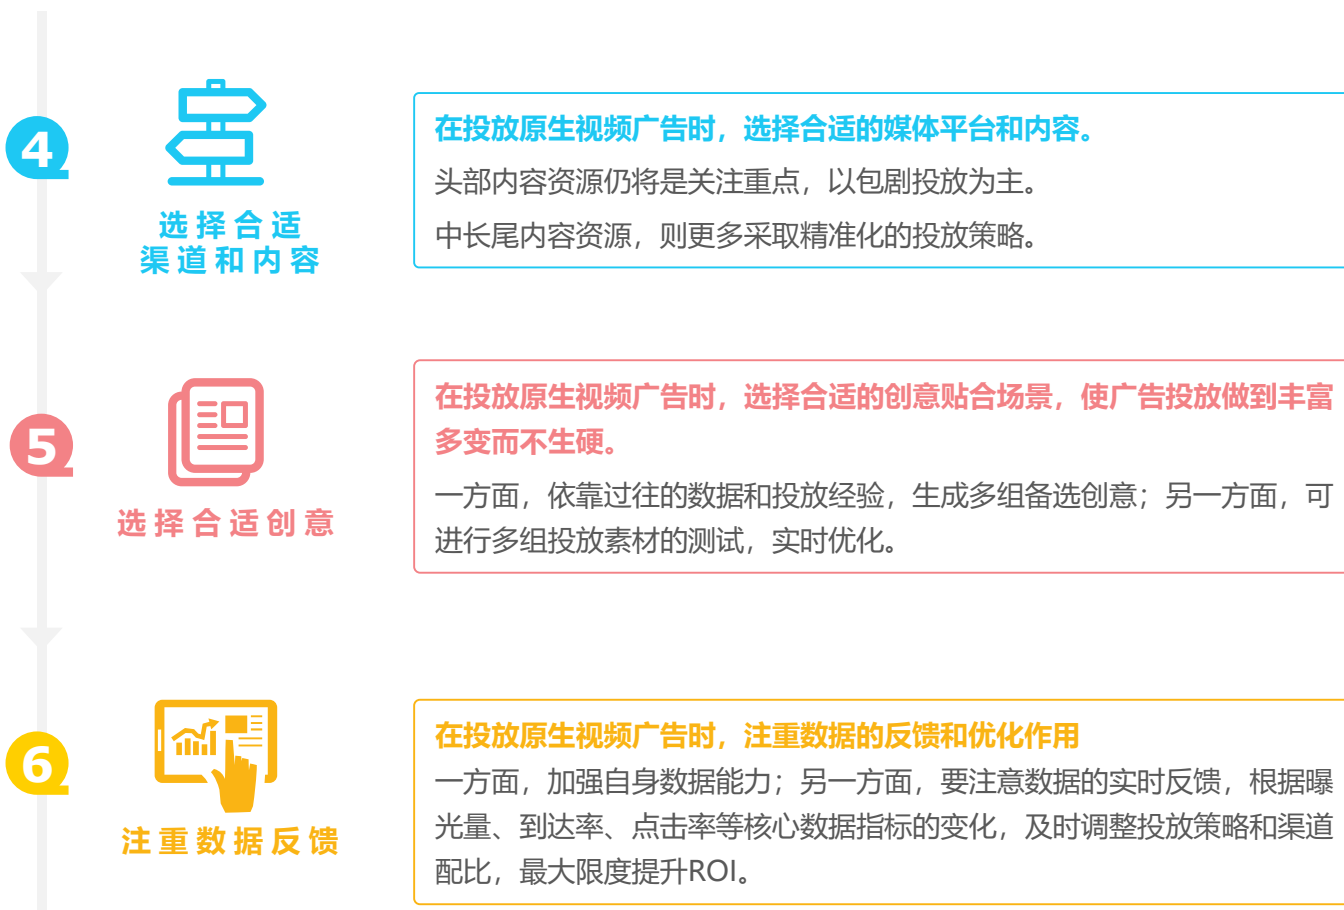 4
选择合适
渠道和内容
在投放原生视频广告时，选择合适的媒体平台和内容。
头部内容资源仍将是关注重点，以包剧投放为主。
中长尾内容资源，则更多采取精准化的投放策略。
5
选择合适创意
在投放原生视频广告时，选择合适的创意贴合场景，使广告投放做到丰富
多变而不生硬。
一方面，依靠过往的数据和投放经验，生成多组备选创意；另一方面，可
进行多组投放素材的测试，实时优化。
6
注重数据反馈
在投放原生视频广告时，注重数据的反馈和优化作用
一方面，加强自身数据能力；另一方面，要注意数据的实时反馈，根据曝
光量、到达率、点击率等核心数据指标的变化，及时调整投放策略和渠道
配比，最大限度提升ROI。